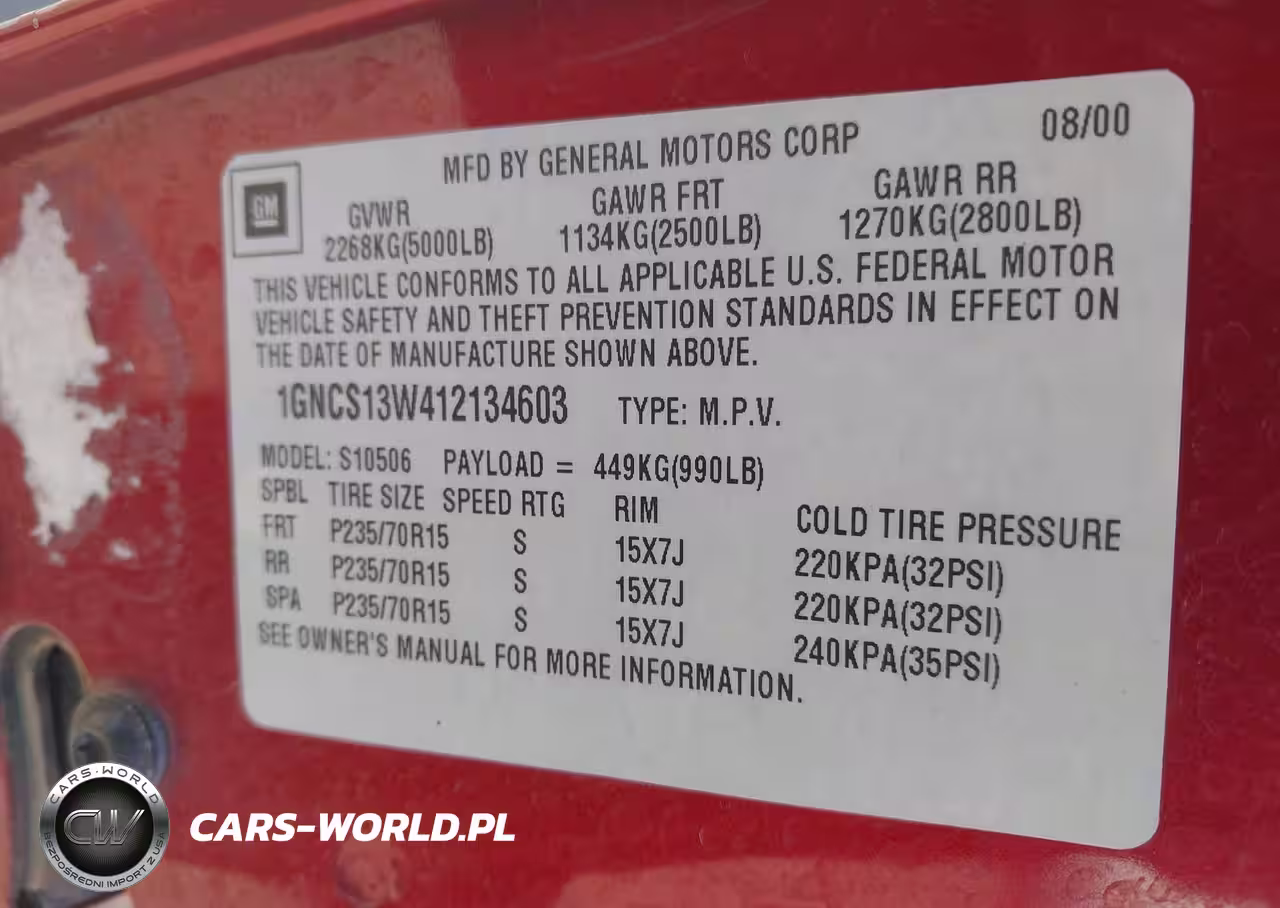 08/00
MFD BY GENERAL MOTORS CORP
GM
GVWR GAWR FRT GAWR RR
2268KG(5000LB) 1134KG(2500LB) 1270KG(2800LB)
THIS VEHICLE CONFORMS TO ALL APPLICABLE U.S. FEDERAL MOTOR
VEHICLE SAFETY AND THEFT PREVENTION STANDARDS IN EFFECT ON
THE DATE OF MANUFACTURE SHOWN ABOVE.
1GNCS13W412134603 TYPE: M.P.V.
MODEL: S10506 PAYLOAD = 449KG(990LB)
SPBL TIRE SIZE SPEED RTG RIM COLD TIRE PRESSURE
FRT P235/70R15 S 15X7J 220KPA(32PSI)
RR P235/70R15 S 15X7J 220KPA(32PSI)
SPA P235/70R15 S 15X7J 240KPA(35PSI)
SEE OWNER'S MANUAL FOR MORE INFORMATION.
CARS-WORLD
CW
BEZPOŚREDNI IMPORT Z USA
CARS-WORLD.PL